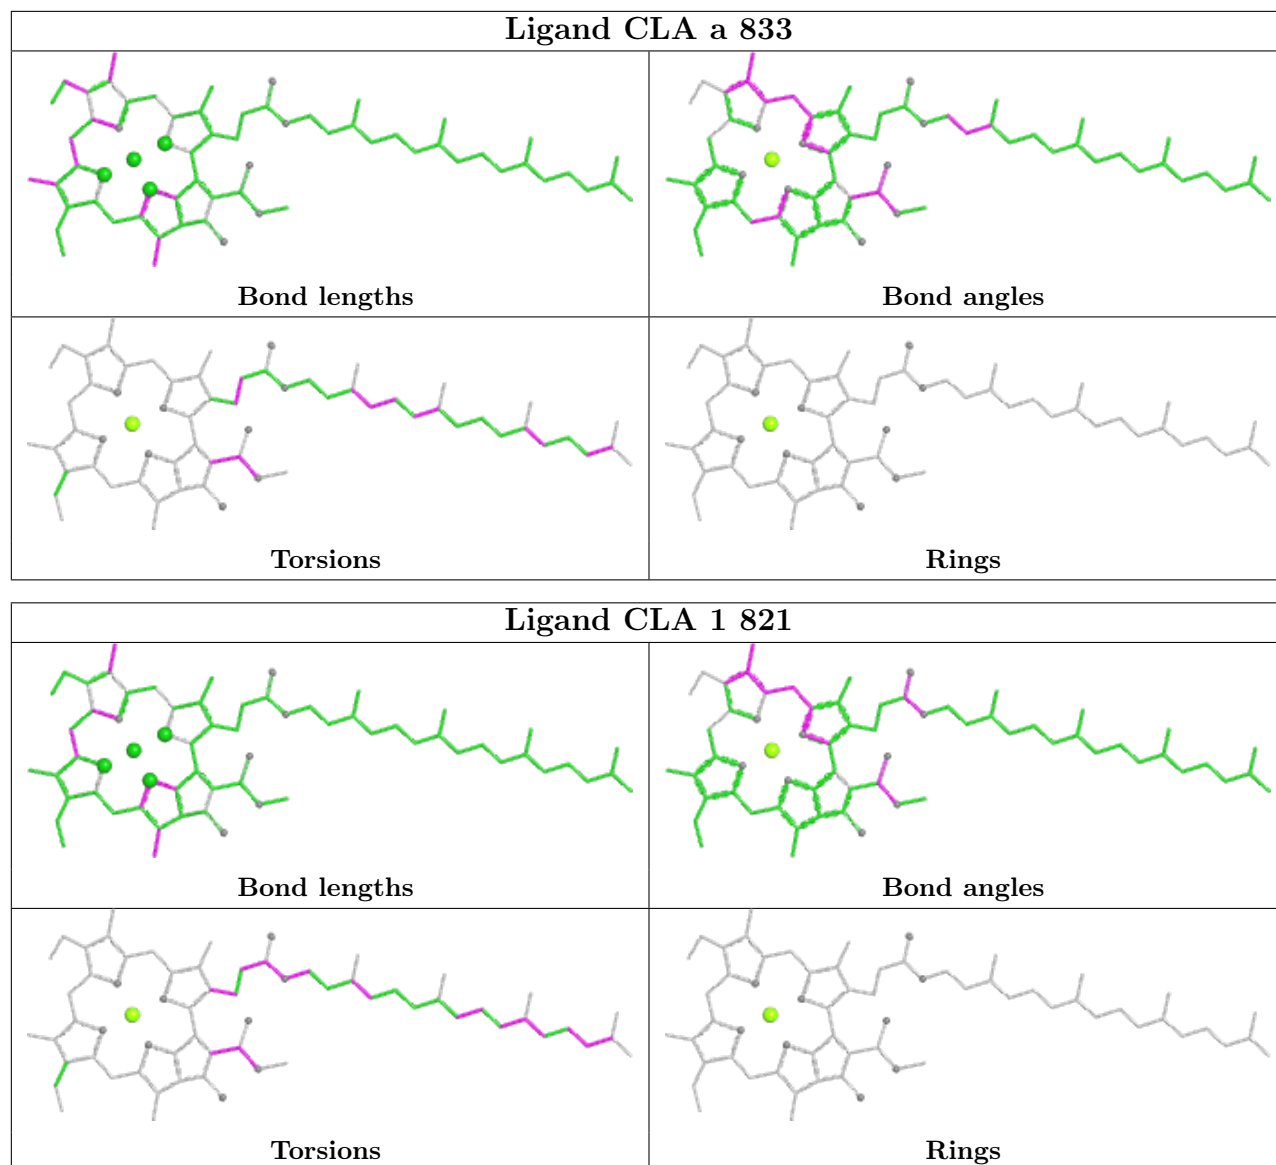 Ligand CLA a 833
Bond lengths
Bond angles
Torsions
Rings
Ligand CLA 1 821
Bond lengths
Bond angles
Torsions
Rings